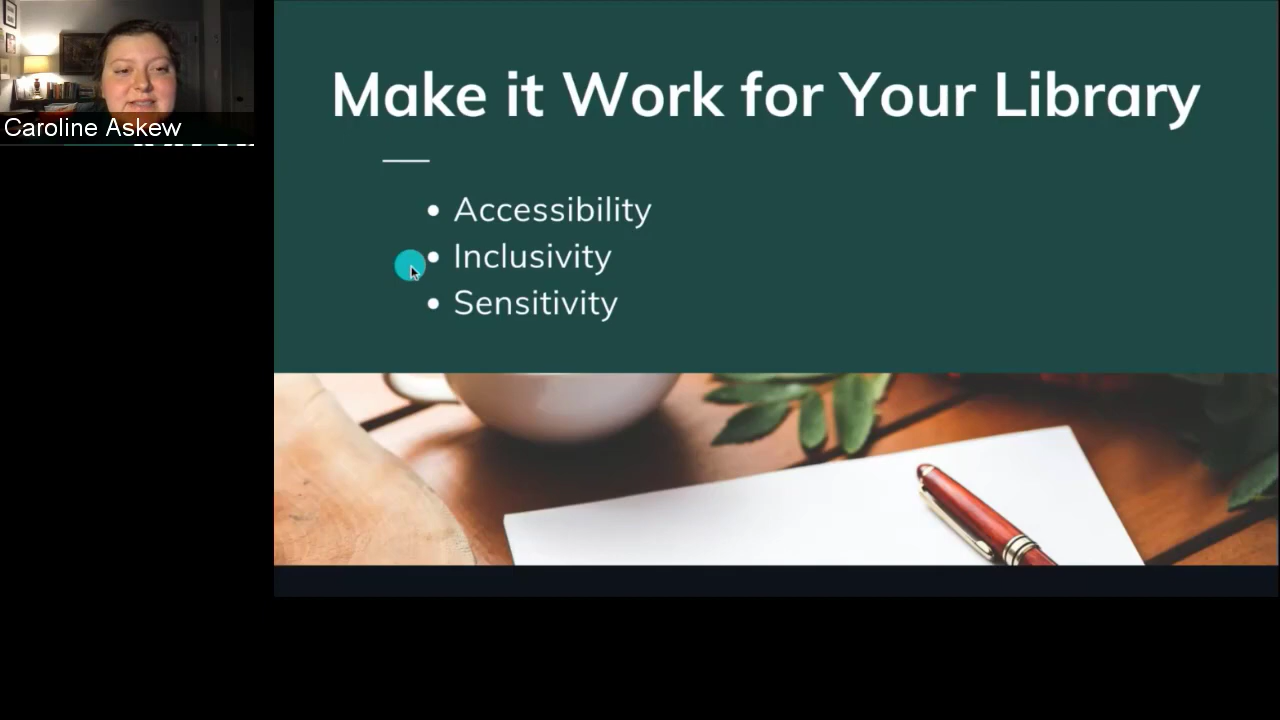 Caroline Askew
Make it Work for Your Library
Accessibility
Inclusivity
Sensitivity